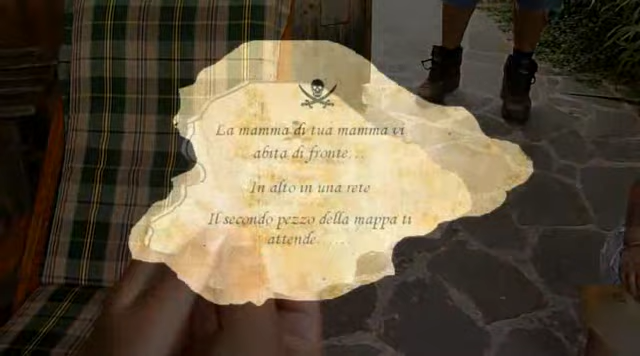 La mamma di tua mamma vi
abita di fronte...
In alto in una rete
Il secondo pezzo della mappa ti
attende......